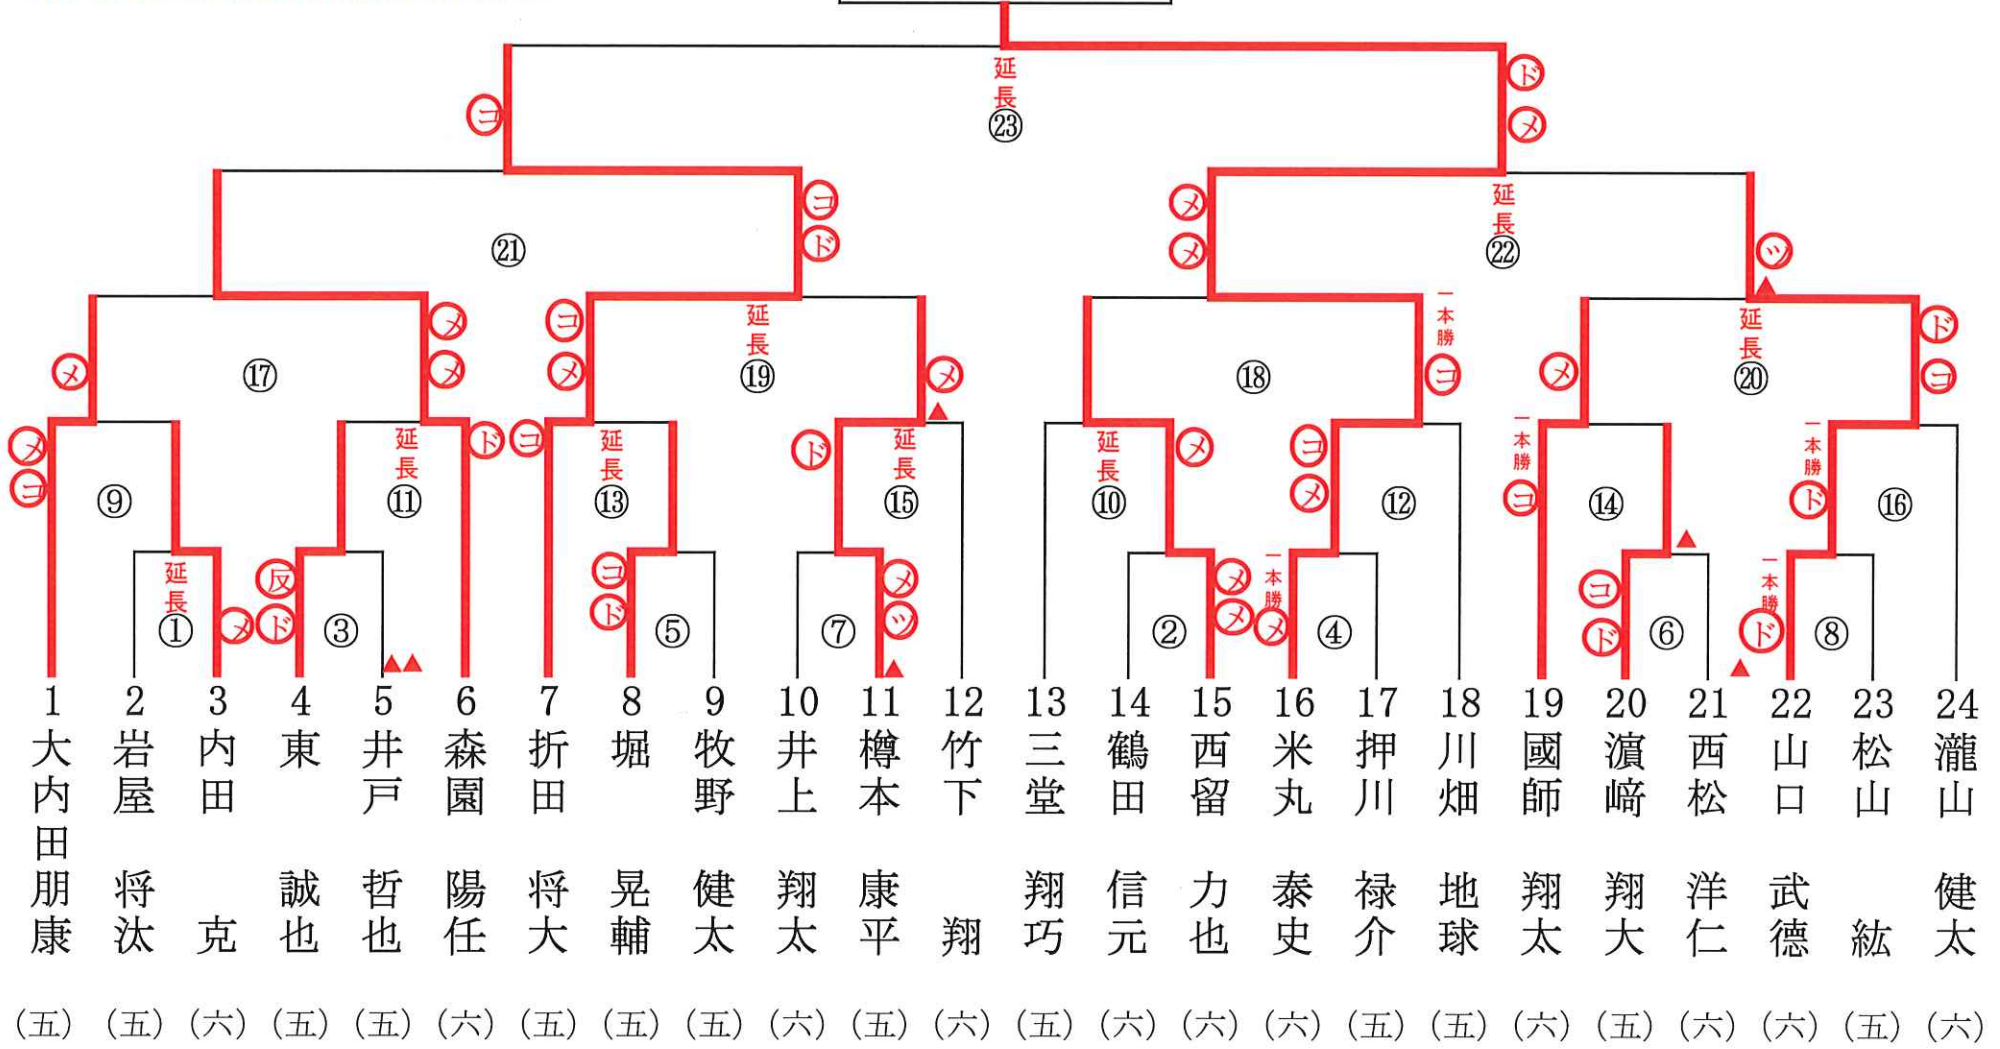 延長
㉓
コ
ド
メ
㉑
コ
ド
メ
メ
延長
㉒
ツ
▲
メ
⑰
メ
メ
コ
メ
延長
⑲
メ
▲
⑱
一本勝
コ
メ
延長
⑳
ド
コ
メ
コ
⑨
延長
⑪
ド
コ
延長
⑬
ド
延長
⑮
延長
⑩
メ
コ
メ
⑫
一本勝
コ
⑭
▲
一本勝
ド
⑯
延長
①
メ
反
ド
③
▲▲
コ
ド
⑤
⑦
メ
ツ
▲
②
メ
メ
一本勝
メ
④
コ
ド
⑥
▲
一本勝
ド
⑧
1 大内田朋康 (五)
2 岩屋 将汰 (五)
3 内田 克 (六)
4 東 誠也 (五)
5 井戸 哲也 (五)
6 森園 陽任 (六)
7 折田 将大 (五)
8 堀 晃輔 (五)
9 牧野 健太 (五)
10 井上 翔太 (六)
11 樽本 康平 (五)
12 竹下 翔 (六)
13 三堂 翔巧 (五)
14 鶴田 信元 (六)
15 西留 力也 (六)
16 米丸 泰史 (六)
17 押川 禄介 (五)
18 川畑 地球 (五)
19 國師 翔太 (六)
20 濵﨑 翔大 (五)
21 西松 洋仁 (六)
22 山口 武德 (六)
23 松山 紘 (五)
24 瀧山 健太 (六)